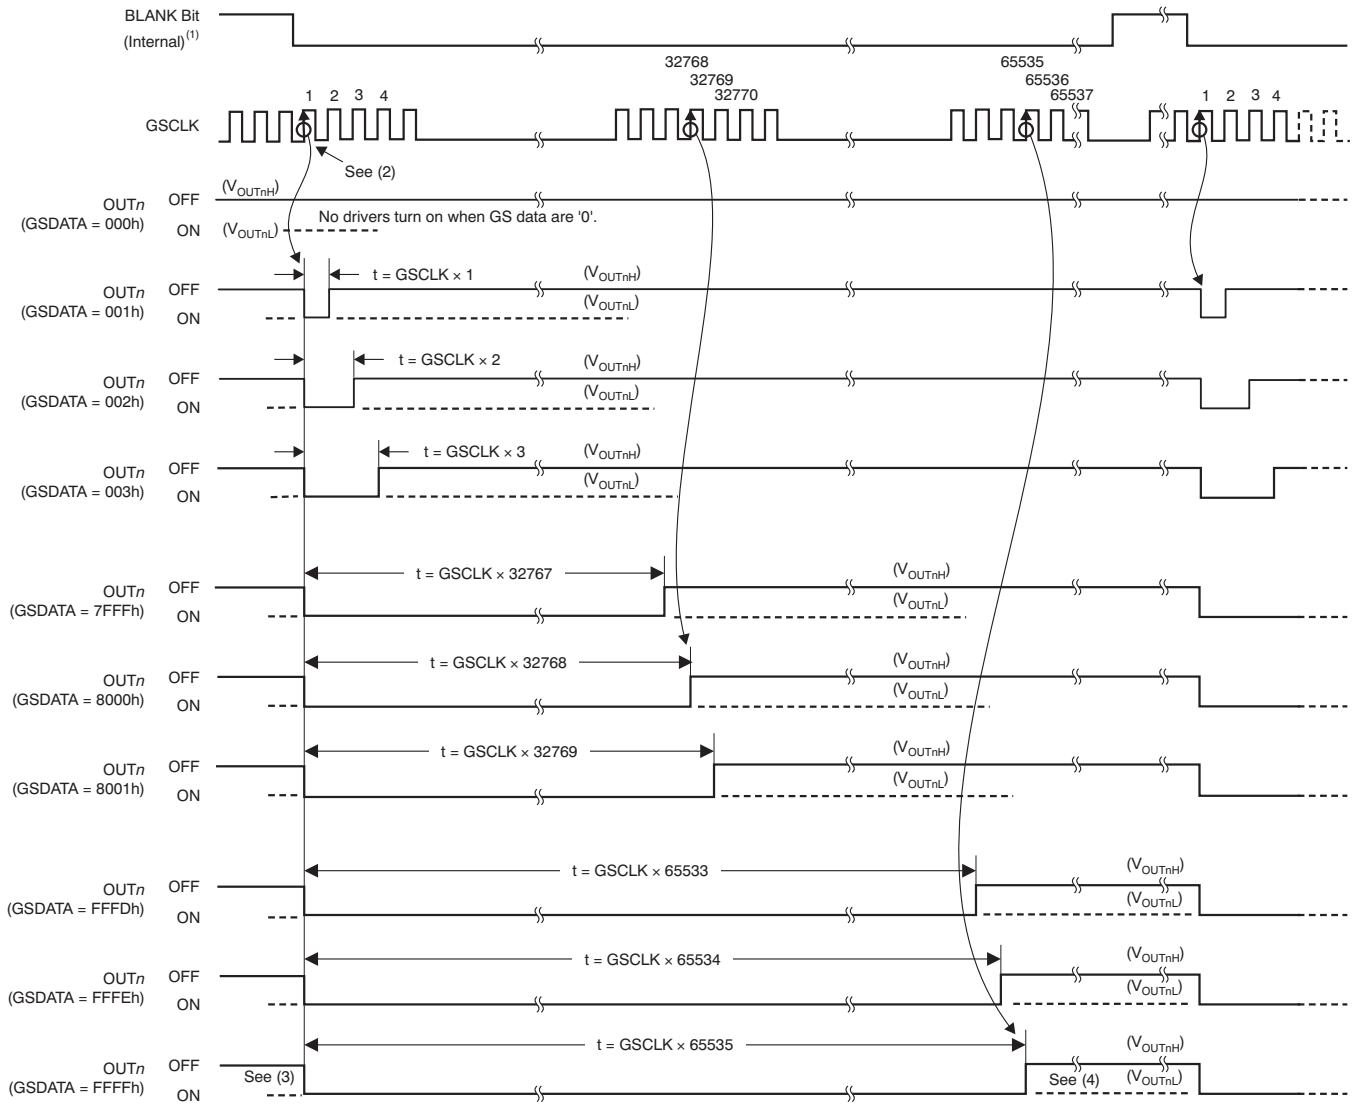 BLANK Bit
(Internal)(1)
32768
32769
32770
65535
65536
65537
GSCLK
1 2 3 4
1 2 3 4
See (2)
OUTn
(GSDATA = 000h)
OFF
ON
(VOUTnH)
(VOUTnL)
No drivers turn on when GS data are '0'.
OUTn
(GSDATA = 001h)
OFF
ON
t = GSCLK × 1
(VOUTnH)
(VOUTnL)
OUTn
(GSDATA = 002h)
OFF
ON
t = GSCLK × 2
(VOUTnH)
(VOUTnL)
OUTn
(GSDATA = 003h)
OFF
ON
t = GSCLK × 3
(VOUTnH)
(VOUTnL)
OUTn
(GSDATA = 7FFFh)
OFF
ON
t = GSCLK × 32767
(VOUTnH)
(VOUTnL)
OUTn
(GSDATA = 8000h)
OFF
ON
t = GSCLK × 32768
(VOUTnH)
(VOUTnL)
OUTn
(GSDATA = 8001h)
OFF
ON
t = GSCLK × 32769
(VOUTnH)
(VOUTnL)
OUTn
(GSDATA = FFFDh)
OFF
ON
t = GSCLK × 65533
(VOUTnH)
(VOUTnL)
OUTn
(GSDATA = FFFEh)
OFF
ON
t = GSCLK × 65534
(VOUTnH)
(VOUTnL)
OUTn
(GSDATA = FFFFh)
OFF
ON
See (3)
t = GSCLK × 65535
See (4)
(VOUTnH)
(VOUTnL)